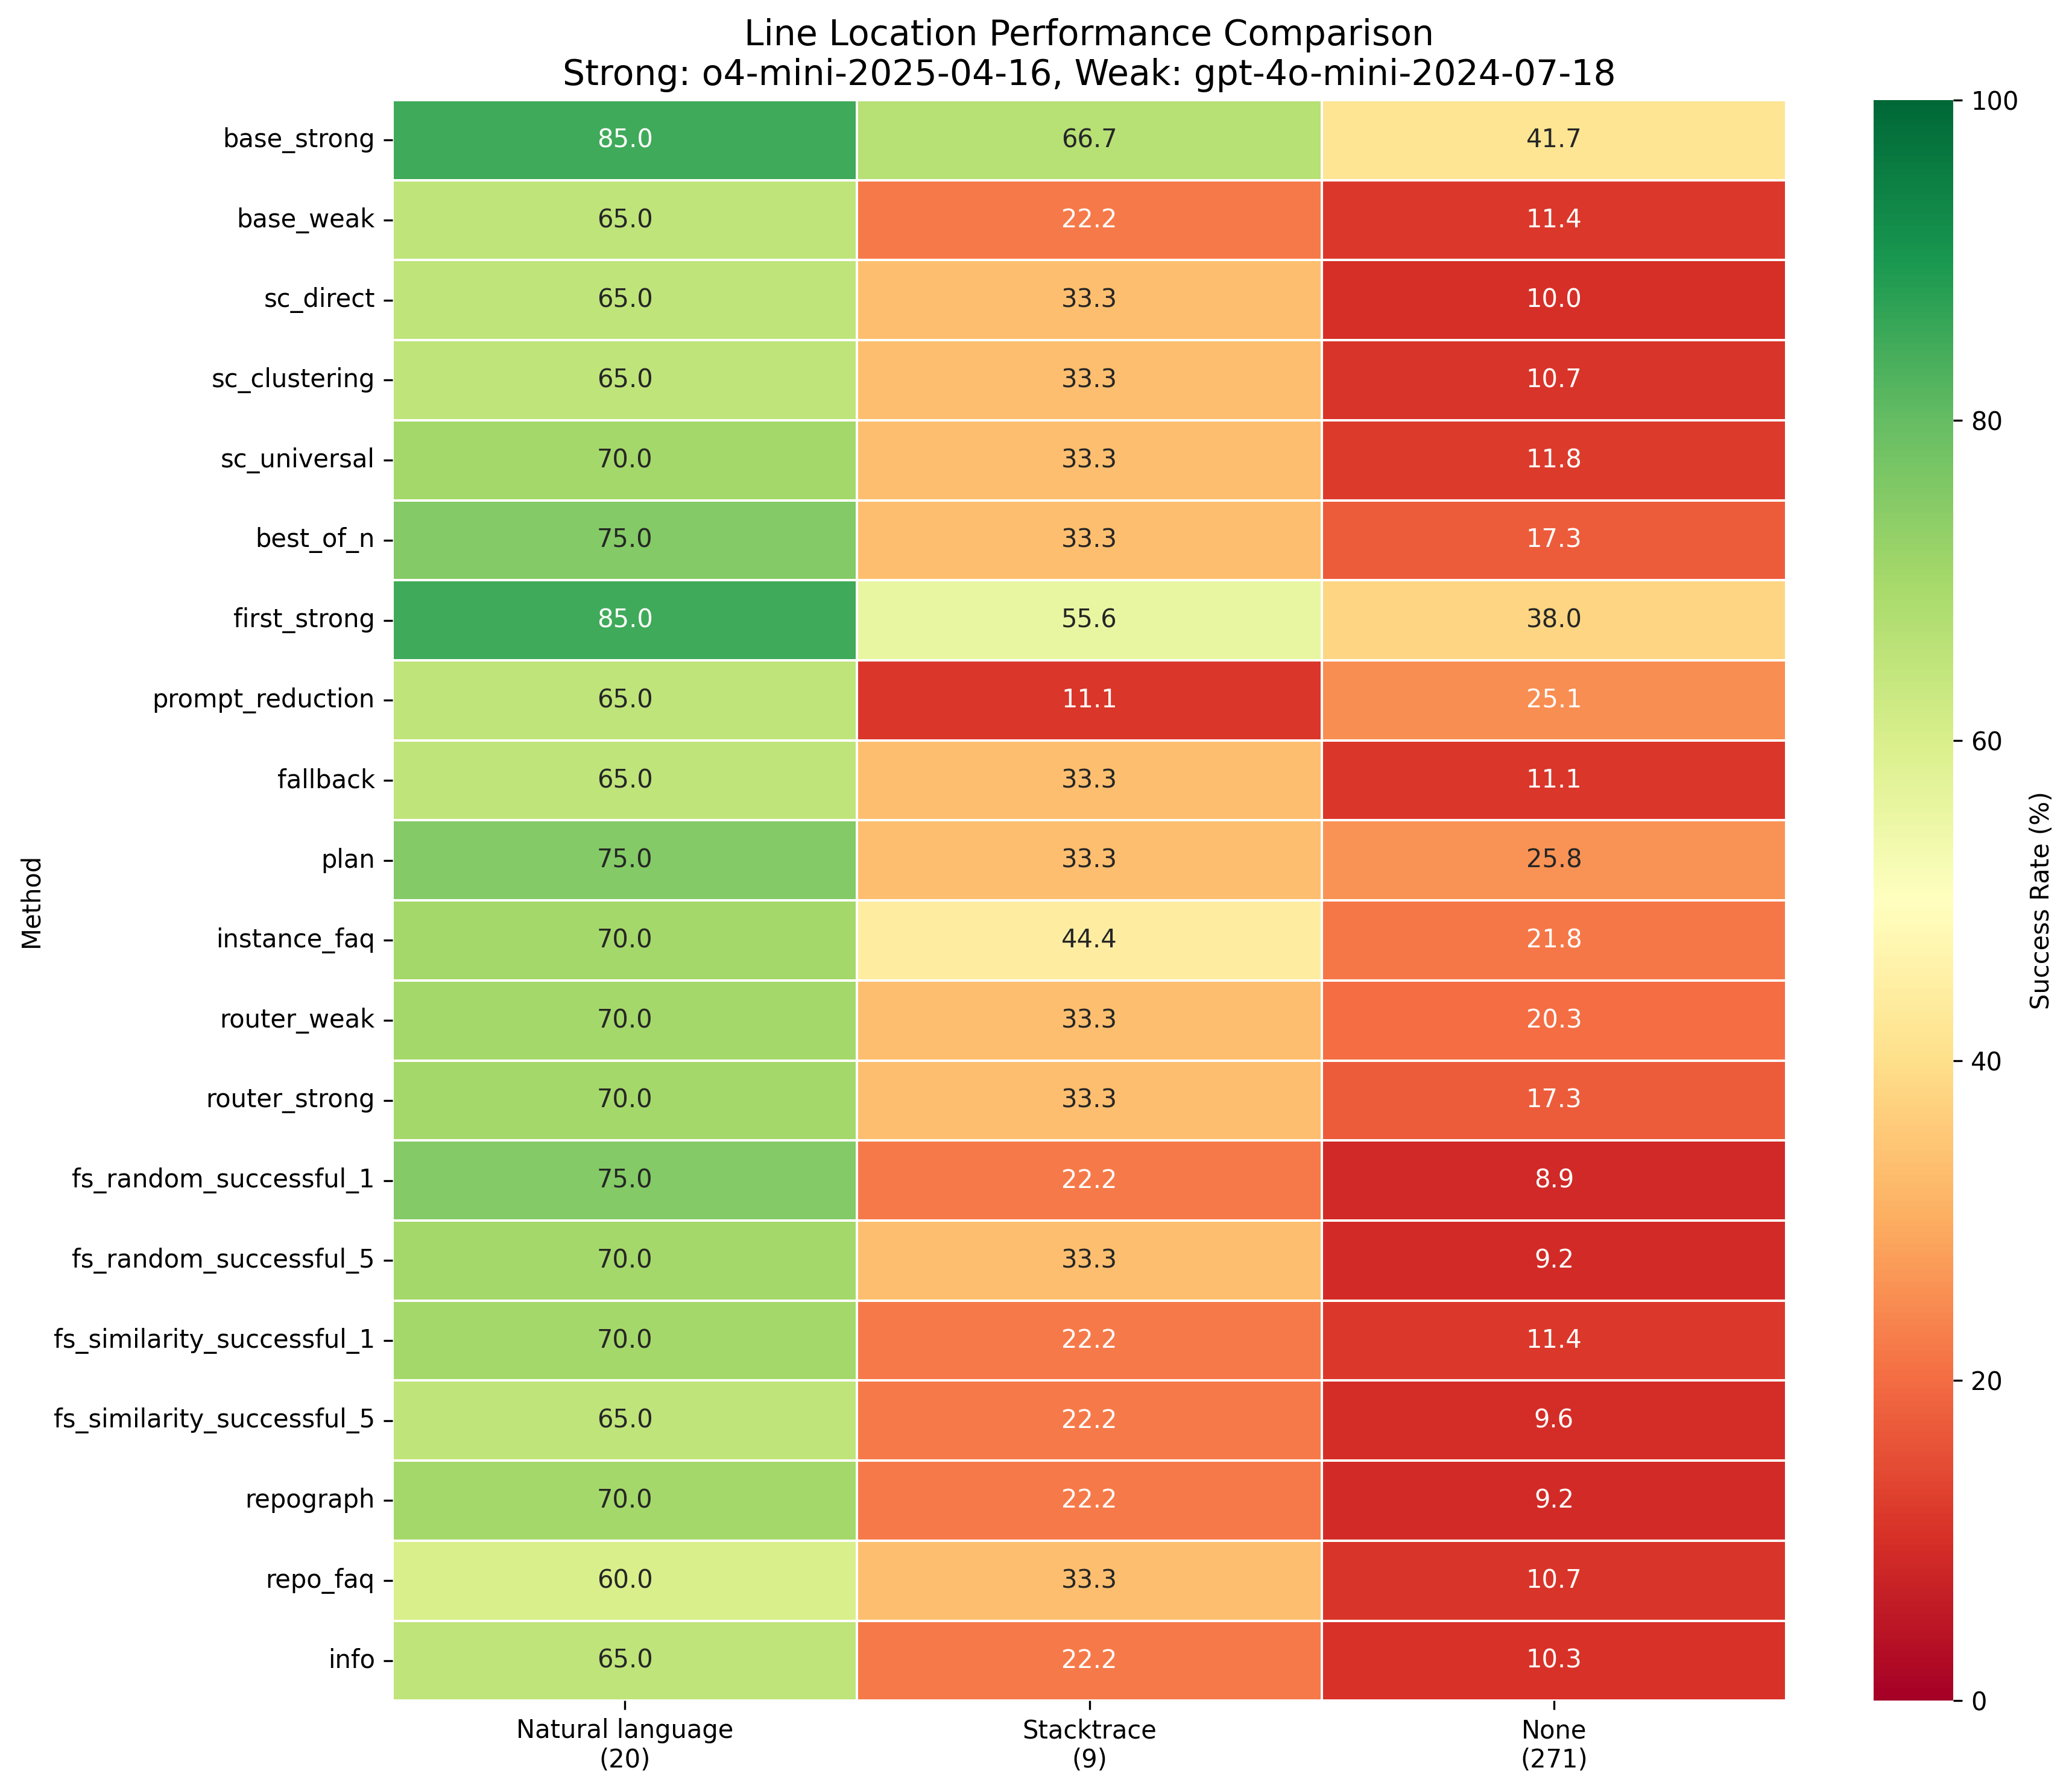 Line Location Performance Comparison
Strong: o4-mini-2025-04-16, Weak: gpt-4o-mini-2024-07-18
Method
base_strong 85.0 66.7 41.7
base_weak 65.0 22.2 11.4
sc_direct 65.0 33.3 10.0
sc_clustering 65.0 33.3 10.7
sc_universal 70.0 33.3 11.8
best_of_n 75.0 33.3 17.3
first_strong 85.0 55.6 38.0
prompt_reduction 65.0 11.1 25.1
fallback 65.0 33.3 11.1
plan 75.0 33.3 25.8
instance_faq 70.0 44.4 21.8
router_weak 70.0 33.3 20.3
router_strong 70.0 33.3 17.3
fs_random_successful_1 75.0 22.2 8.9
fs_random_successful_5 70.0 33.3 9.2
fs_similarity_successful_1 70.0 22.2 11.4
fs_similarity_successful_5 65.0 22.2 9.6
repograph 70.0 22.2 9.2
repo_faq 60.0 33.3 10.7
info 65.0 22.2 10.3
Natural language Stacktrace None
(20) (9) (271)
100
80
60
40
20
0
Success Rate (%)